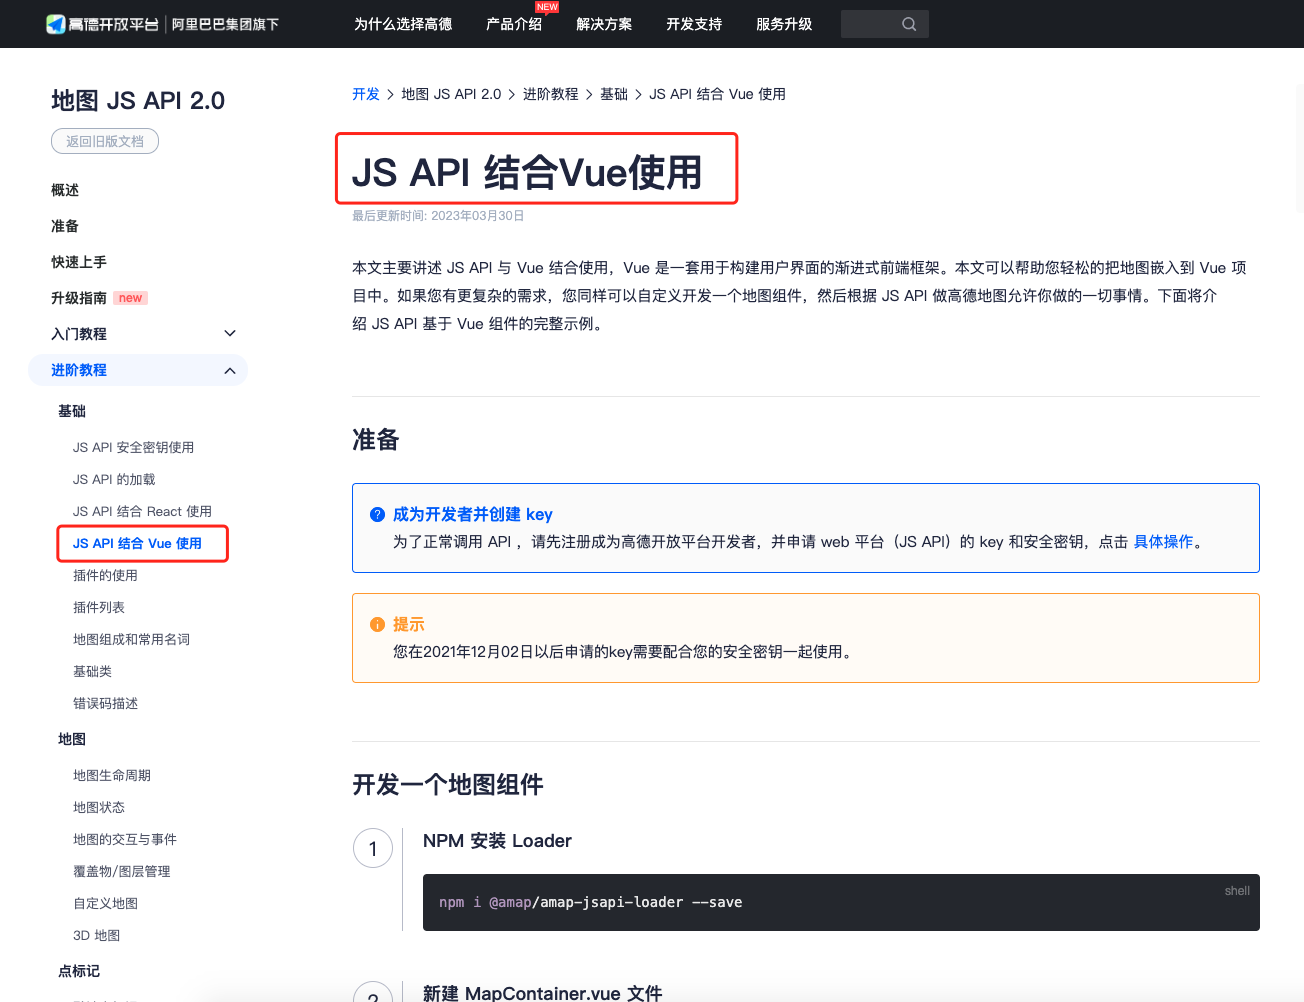 高德开放平台 | 阿里巴巴集团旗下
为什么选择高德
产品介绍
NEW
解决方案
开发支持
服务升级
地图 JS API 2.0
返回旧版文档
概述
准备
快速上手
升级指南 new
入门教程
进阶教程
基础
JS API 安全密钥使用
JS API 的加载
JS API 结合 React 使用
JS API 结合 Vue 使用
插件的使用
插件列表
地图组成和常用名词
基础类
错误码描述
地图
地图生命周期
地图状态
地图的交互与事件
覆盖物/图层管理
自定义地图
3D 地图
点标记
开发 > 地图 JS API 2.0 > 进阶教程 > 基础 > JS API 结合 Vue 使用
JS API 结合Vue使用
最后更新时间: 2023年03月30日
本文主要讲述 JS API 与 Vue 结合使用，Vue 是一套用于构建用户界面的渐进式前端框架。本文可以帮助您轻松的把地图嵌入到 Vue 项
目中。如果您有更复杂的需求，您同样可以自定义开发一个地图组件，然后根据 JS API 做高德地图允许你做的一切事情。下面将介
绍 JS API 基于 Vue 组件的完整示例。
准备
成为开发者并创建 key
为了正常调用 API ，请先注册成为高德开放平台开发者，并申请 web 平台（JS API）的 key 和安全密钥，点击 具体操作。
提示
您在2021年12月02日以后申请的key需要配合您的安全密钥一起使用。
开发一个地图组件
1
NPM 安装 Loader
shell
npm i @amap/amap-jsapi-loader --save
2
新建 MapContainer.vue 文件